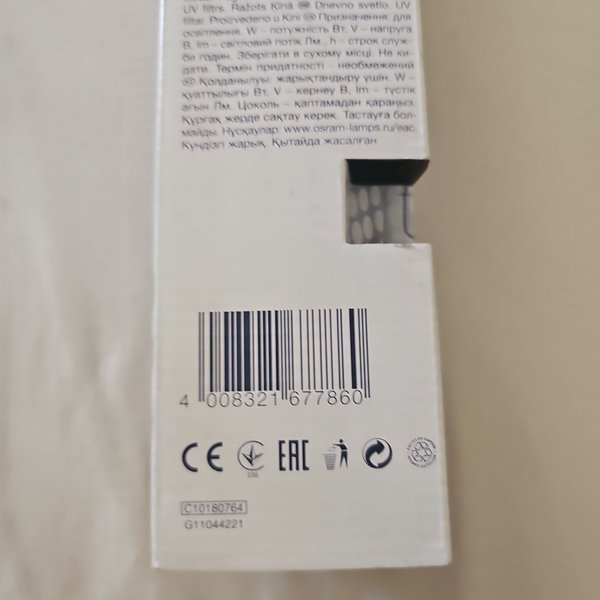 UV filtrs. Ražots Kīnā Dnevno svetlo. UV
filtar. Proizvedeno u Kini Призначення: для
освітлення. W – потужність Вт, V – напруга
В, lm – світловий потік Лм., h – строк служ-
би годин. Зберігати в сухому місці. Не ки-
дати. Термін придатності - необмежений
Қолданылуы: жарықтандыру үшін. W –
қуаттылығы Вт, V – кернеу В, lm – түстік
ағын Лм. Цоколь – қаптамадан қараңыз.
Құрғақ жерде сақтау керек. Тастауға бол-
майды. Нұсқаулар: www.osram-lamps.ru/eac.
Күндізгі жарық. Қытайда жасалған
t
4 008321 677860
CE EAC
C10180764
G11044221